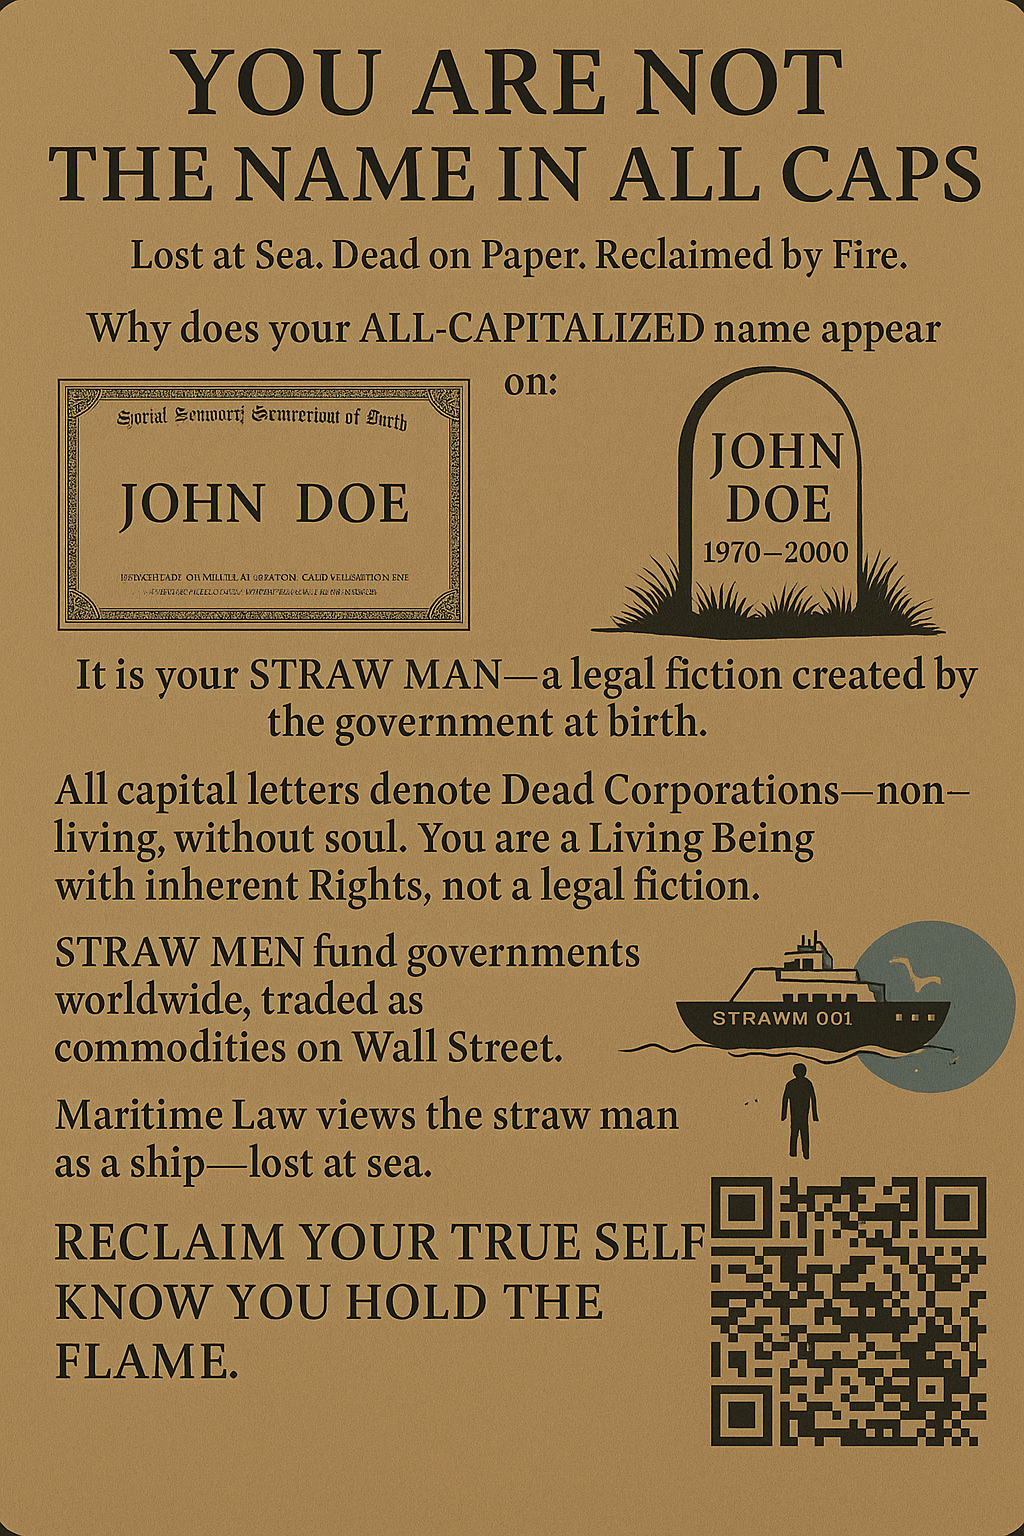 YOU ARE NOT
THE NAME IN ALL CAPS
Lost at Sea. Dead on Paper. Reclaimed by Fire.
Why does your ALL-CAPITALIZED name appear
on:
of
JOHN DOE
JOHN
DOE
1970–2000
It is your STRAW MAN—a legal fiction created by
the government at birth.
All capital letters denote Dead Corporations—non–
living, without soul. You are a Living Being
with inherent Rights, not a legal fiction.
STRAW MEN fund governments
worldwide, traded as
commodities on Wall Street.
STRAWM 001
Maritime Law views the straw man
as a ship—lost at sea.
RECLAIM YOUR TRUE SELF
KNOW YOU HOLD THE
FLAME.